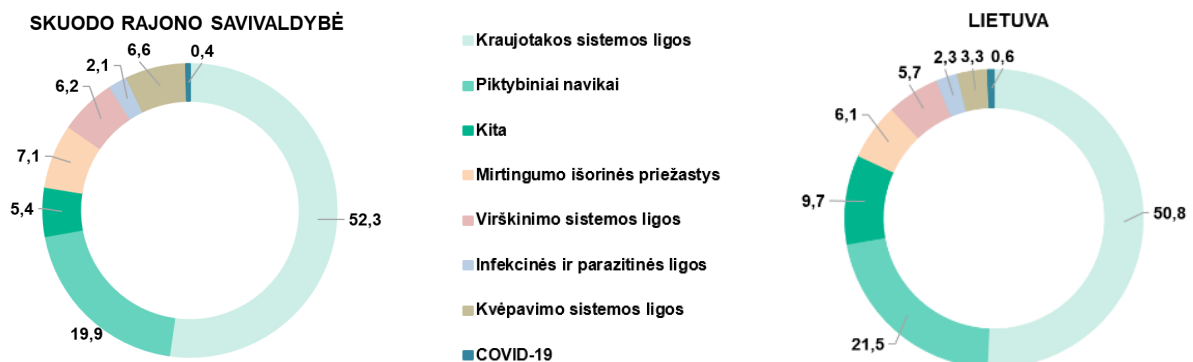 SKUODO RAJONO SAVIVALDYBĖ
0,4
6,6
2,1
6,2
7,1
5,4
52,3
19,9
Kraujotakos sistemos ligos
Piktybiniai navikai
Kita
Mirtingumo išorinės priežastys
Virškinimo sistemos ligos
Infekcinės ir parazitinės ligos
Kvėpavimo sistemos ligos
COVID-19
LIETUVA
0,6
3,3
2,3
5,7
6,1
9,7
50,8
21,5